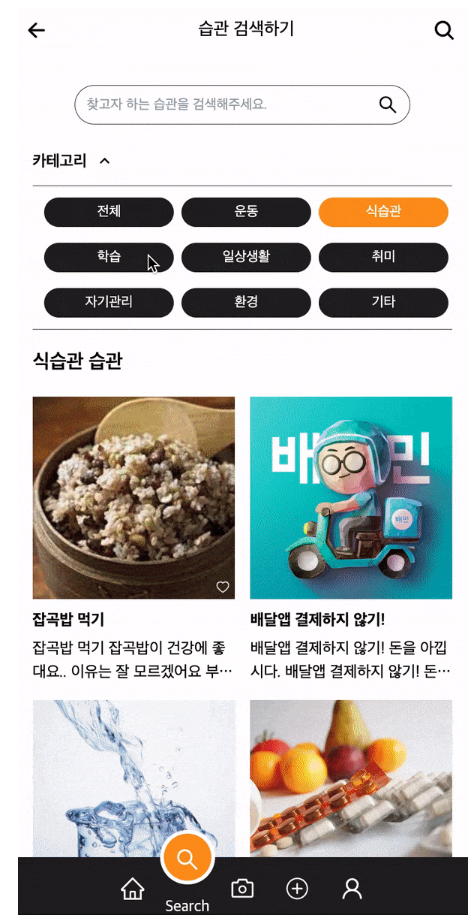 습관 검색하기
찾고자 하는 습관을 검색해주세요.
카테고리
전체 운동 식습관
학습 일상생활 취미
자기관리 환경 기타
식습관 습관
배 민
배민
잡곡밥 먹기
잡곡밥 먹기 잡곡밥이 건강에 좋
대요.. 이유는 잘 모르겠어요 부…
배달앱 결제하지 않기!
배달앱 결제하지 않기! 돈을 아낍
시다. 배달앱 결제하지 않기! 돈…
Search